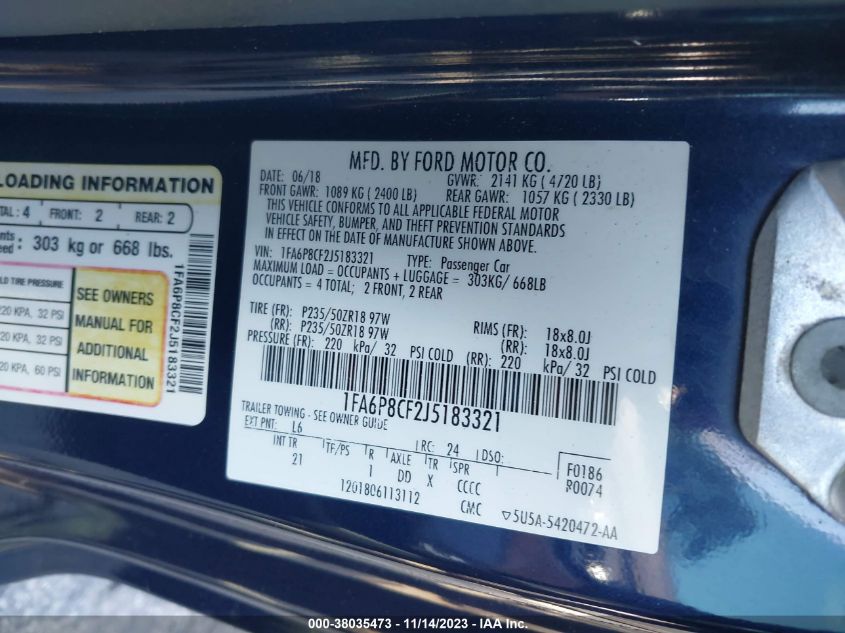 LOADING INFORMATION
TAL: 4 FRONT: 2 REAR: 2
303 kg or 668 lbs.
LD TIRE PRESSURE
220 KPA, 32 PSI
20 KPA, 32 PSI
20 KPA, 60 PSI
SEE OWNERS
MANUAL FOR
ADDITIONAL
INFORMATION
1FA6P8CF2J5183321
MFD. BY FORD MOTOR CO.
DATE: 06/18 GVWR: 2141 KG ( 4720 LB)
FRONT GAWR: 1089 KG ( 2400 LB) REAR GAWR: 1057 KG ( 2330 LB)
THIS VEHICLE CONFORMS TO ALL APPLICABLE FEDERAL MOTOR
VEHICLE SAFETY, BUMPER, AND THEFT PREVENTION STANDARDS
IN EFFECT ON THE DATE OF MANUFACTURE SHOWN ABOVE.
VIN: 1FA6P8CF2J5183321 TYPE: Passenger Car
MAXIMUM LOAD = OCCUPANTS + LUGGAGE = 303KG/ 668LB
OCCUPANTS = 4 TOTAL; 2 FRONT, 2 REAR
TIRE (FR): P235/50ZR18 97W RIMS (FR): 18x8.0J
(RR): P235/50ZR18 97W (RR): 18x8.0J
PRESSURE (FR): 220 kPa/ 32 PSI COLD (RR): 220 kPa/ 32 PSI COLD
1FA6P8CF2J5183321
TRAILER TOWING - SEE OWNER GUIDE
EXT PNT: L6 RC: 24 DSO:
INT TR TF/PS R AXLE TR SPR
21 1 DD X CCCC
F0186
R0074
1201806113112 CMC
5U5A-5420472-AA
000-38035473 - 11/14/2023 - IAA Inc.